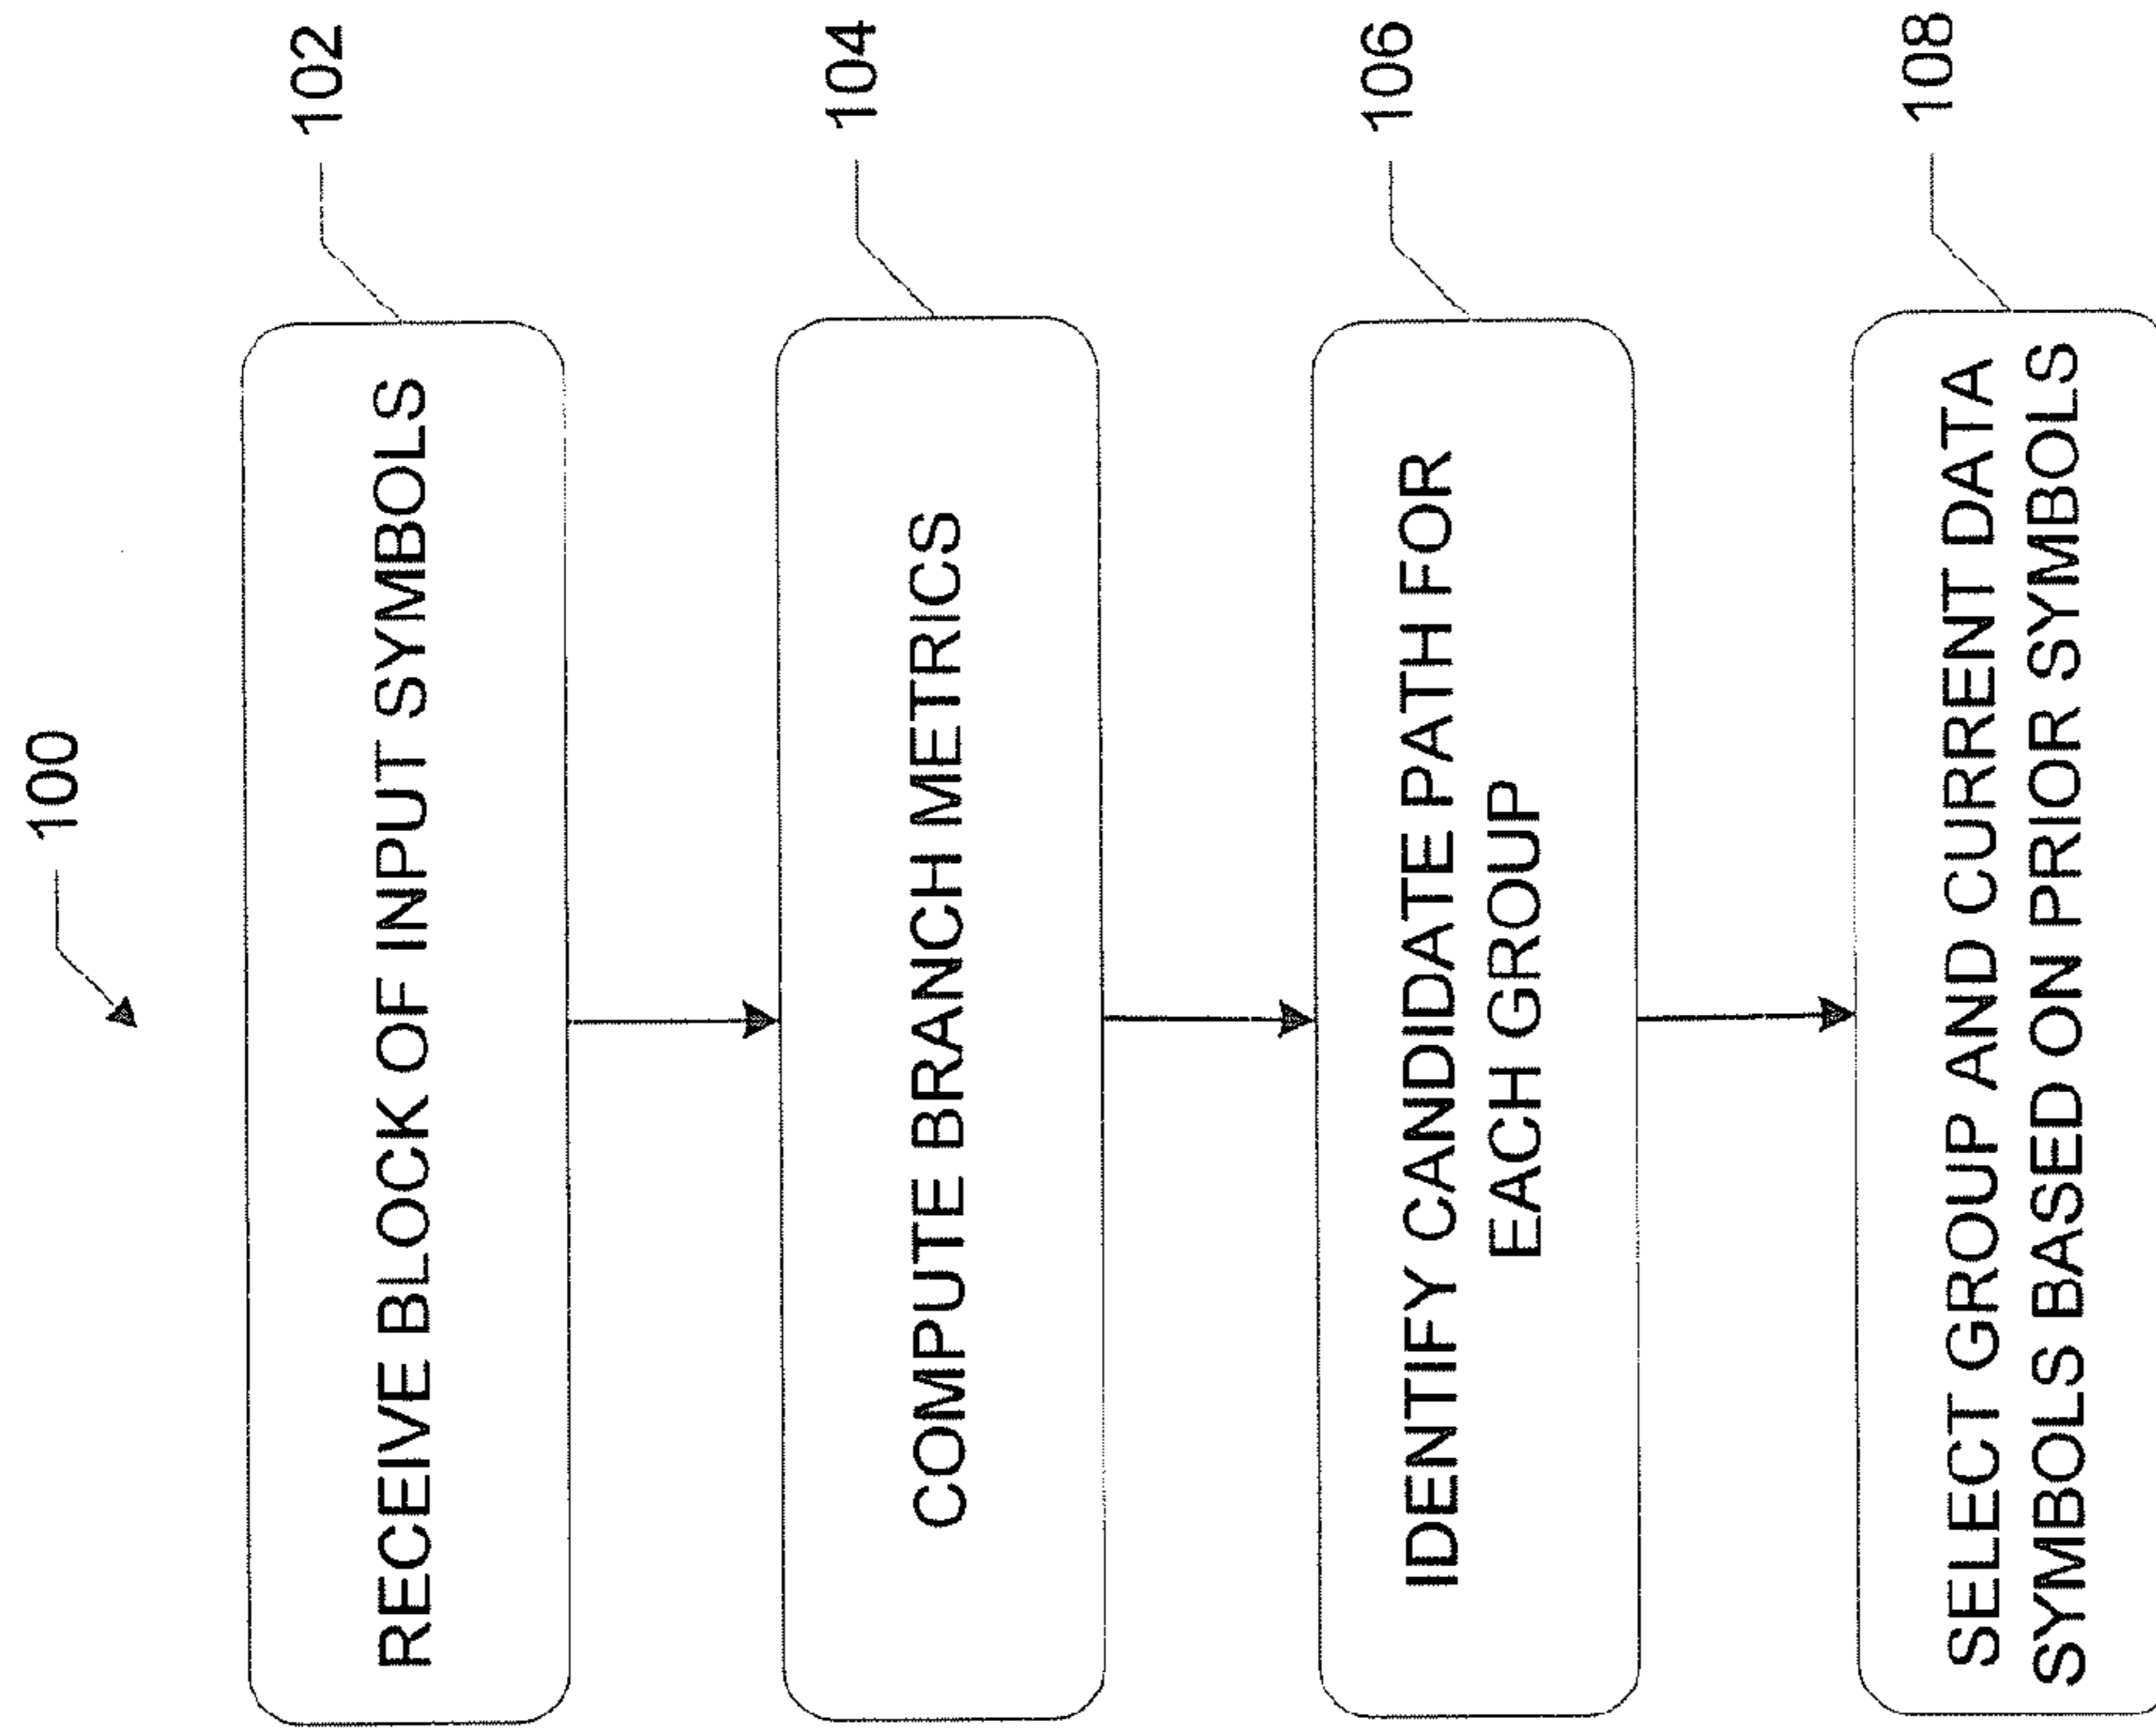 100
RECEIVE BLOCK OF INPUT SYMBOLS
102
COMPUTE BRANCH METRICS
104
IDENTIFY CANDIDATE PATH FOR
EACH GROUP
106
SELECT GROUP AND CURRENT DATA
SYMBOLS BASED ON PRIOR SYMBOLS
108